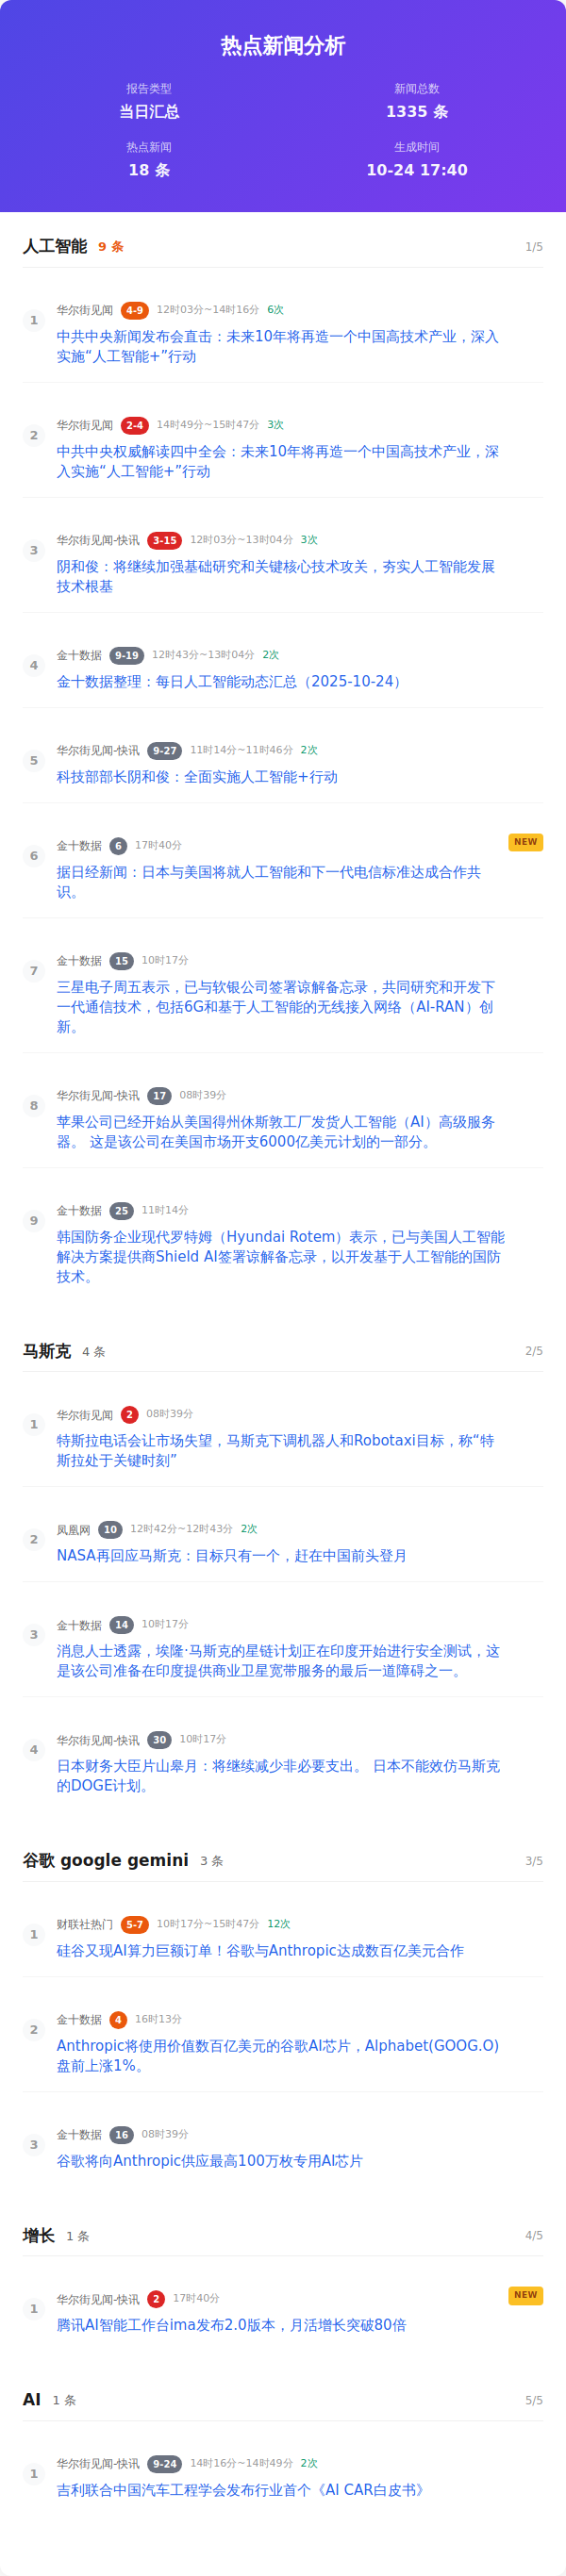 热点新闻分析
报告类型
当日汇总
新闻总数
1335 条
热点新闻
18 条
生成时间
10-24 17:40
人工智能 9 条 1/5
1
华尔街见闻 4-9 12时03分~14时16分 6次
中共中央新闻发布会直击：未来10年将再造一个中国高技术产业，深入
实施“人工智能+”行动
2
华尔街见闻 2-4 14时49分~15时47分 3次
中共中央权威解读四中全会：未来10年将再造一个中国高技术产业，深
入实施“人工智能+”行动
3
华尔街见闻-快讯 3-15 12时03分~13时04分 3次
阴和俊：将继续加强基础研究和关键核心技术攻关，夯实人工智能发展
技术根基
4
金十数据 9-19 12时43分~13时04分 2次
金十数据整理：每日人工智能动态汇总（2025-10-24）
5
华尔街见闻-快讯 9-27 11时14分~11时46分 2次
科技部部长阴和俊：全面实施人工智能+行动
6
金十数据 6 17时40分 NEW
据日经新闻：日本与美国将就人工智能和下一代电信标准达成合作共
识。
7
金十数据 15 10时17分
三星电子周五表示，已与软银公司签署谅解备忘录，共同研究和开发下
一代通信技术，包括6G和基于人工智能的无线接入网络（AI-RAN）创
新。
8
华尔街见闻-快讯 17 08时39分
苹果公司已经开始从美国得州休斯敦工厂发货人工智能（AI）高级服务
器。 这是该公司在美国市场开支6000亿美元计划的一部分。
9
金十数据 25 11时14分
韩国防务企业现代罗特姆（Hyundai Rotem）表示，已与美国人工智能
解决方案提供商Shield AI签署谅解备忘录，以开发基于人工智能的国防
技术。
马斯克 4 条 2/5
1
华尔街见闻 2 08时39分
特斯拉电话会让市场失望，马斯克下调机器人和Robotaxi目标，称“特
斯拉处于关键时刻”
2
凤凰网 10 12时42分~12时43分 2次
NASA再回应马斯克：目标只有一个，赶在中国前头登月
3
金十数据 14 10时17分
消息人士透露，埃隆·马斯克的星链计划正在印度开始进行安全测试，这
是该公司准备在印度提供商业卫星宽带服务的最后一道障碍之一。
4
华尔街见闻-快讯 30 10时17分
日本财务大臣片山皋月：将继续减少非必要支出。 日本不能效仿马斯克
的DOGE计划。
谷歌 google gemini 3 条 3/5
1
财联社热门 5-7 10时17分~15时47分 12次
硅谷又现AI算力巨额订单！谷歌与Anthropic达成数百亿美元合作
2
金十数据 4 16时13分
Anthropic将使用价值数百亿美元的谷歌AI芯片，Alphabet(GOOG.O)
盘前上涨1%。
3
金十数据 16 08时39分
谷歌将向Anthropic供应最高100万枚专用AI芯片
增长 1 条 4/5
1
华尔街见闻-快讯 2 17时40分 NEW
腾讯AI智能工作台ima发布2.0版本，月活增长突破80倍
AI 1 条 5/5
1
华尔街见闻-快讯 9-24 14时16分~14时49分 2次
吉利联合中国汽车工程学会发布行业首个《AI CAR白皮书》